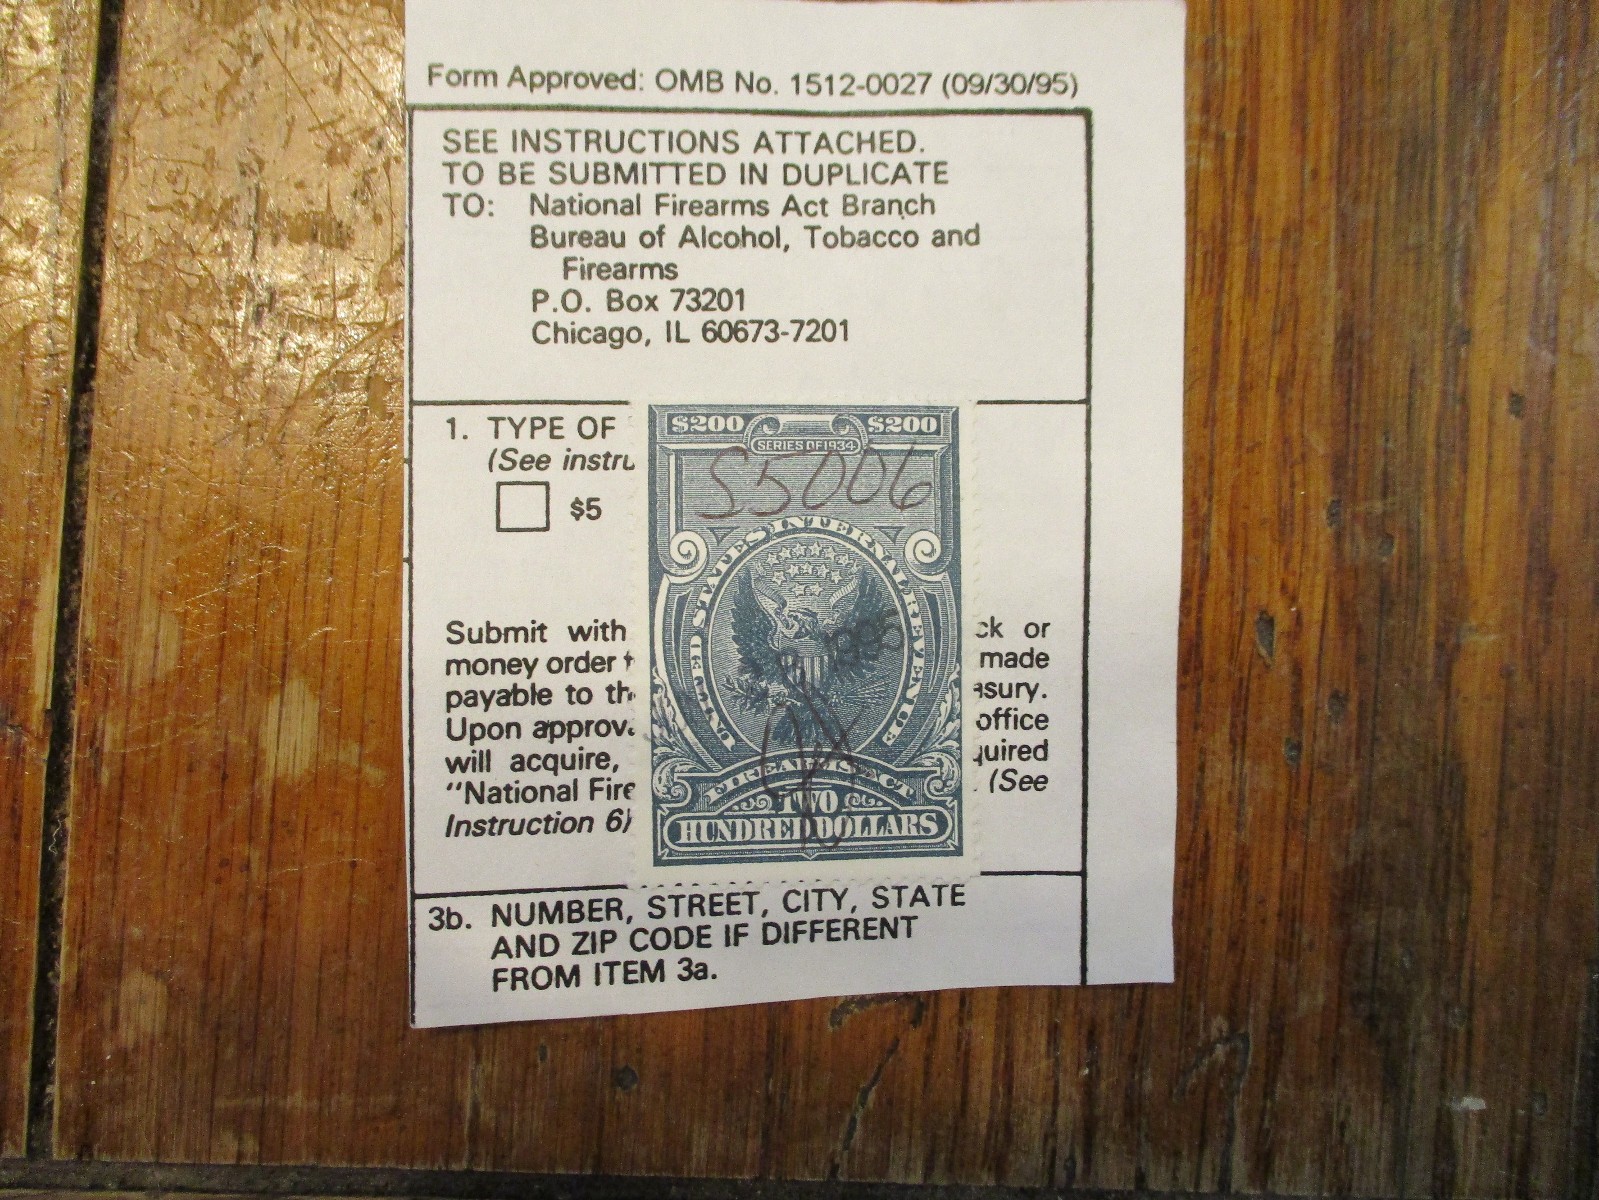 Form Approved: OMB No. 1512-0027 (09/30/95)
SEE INSTRUCTIONS ATTACHED.
TO BE SUBMITTED IN DUPLICATE
TO: National Firearms Act Branch
Bureau of Alcohol, Tobacco and
Firearms
P.O. Box 73201
Chicago, IL 60673-7201
1. TYPE OF
(See instru
$5
Submit with
money order
payable to th
Upon approv
will acquire,
"National Fire
Instruction 6)
ck or
made
asury.
office
quired
. (See
$200 $200
SERIES OF 1934
S5006
UNITED STATES INTERNAL REVENUE
1995
FIREARMS ACT
TWO
HUNDRED DOLLARS
3b. NUMBER, STREET, CITY, STATE
AND ZIP CODE IF DIFFERENT
FROM ITEM 3a.